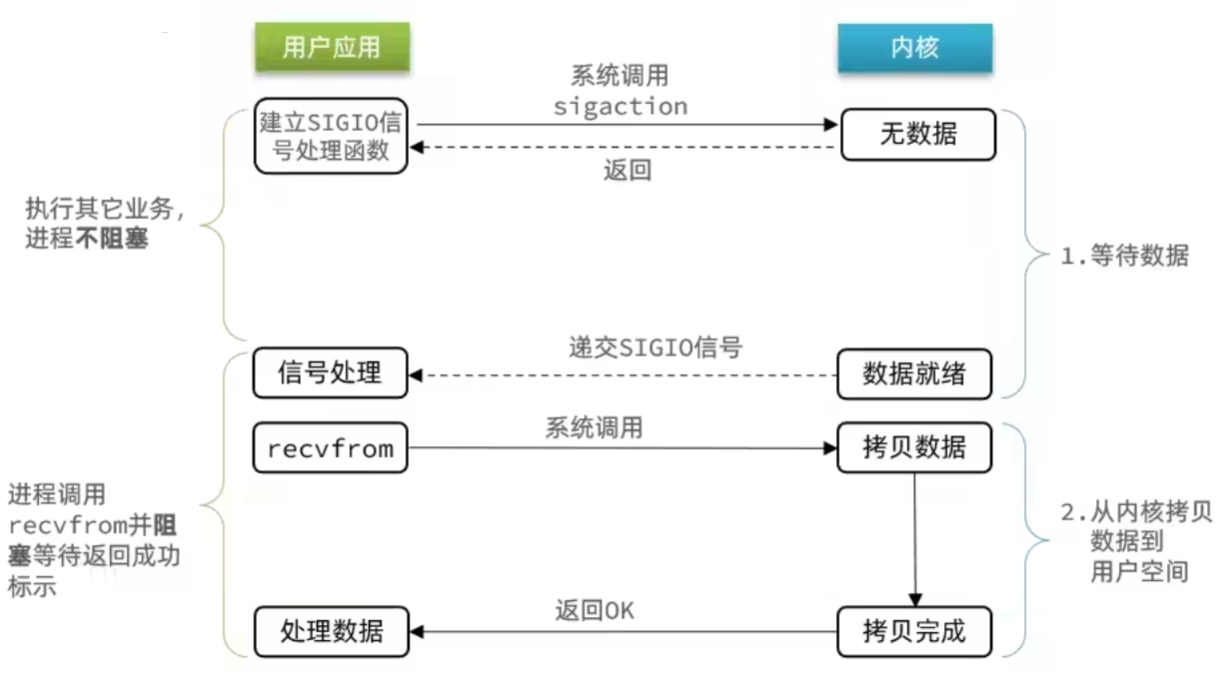 用户应用
内核
系统调用
sigaction
建立SIGIO信
号处理函数
无数据
返回
执行其它业务,
进程不阻塞
1.等待数据
递交SIGIO信号
信号处理
数据就绪
系统调用
recvfrom
拷贝数据
进程调用
recvfrom并阻
塞等待返回成功
标示
2.从内核拷贝
数据到
用户空间
返回OK
处理数据
拷贝完成